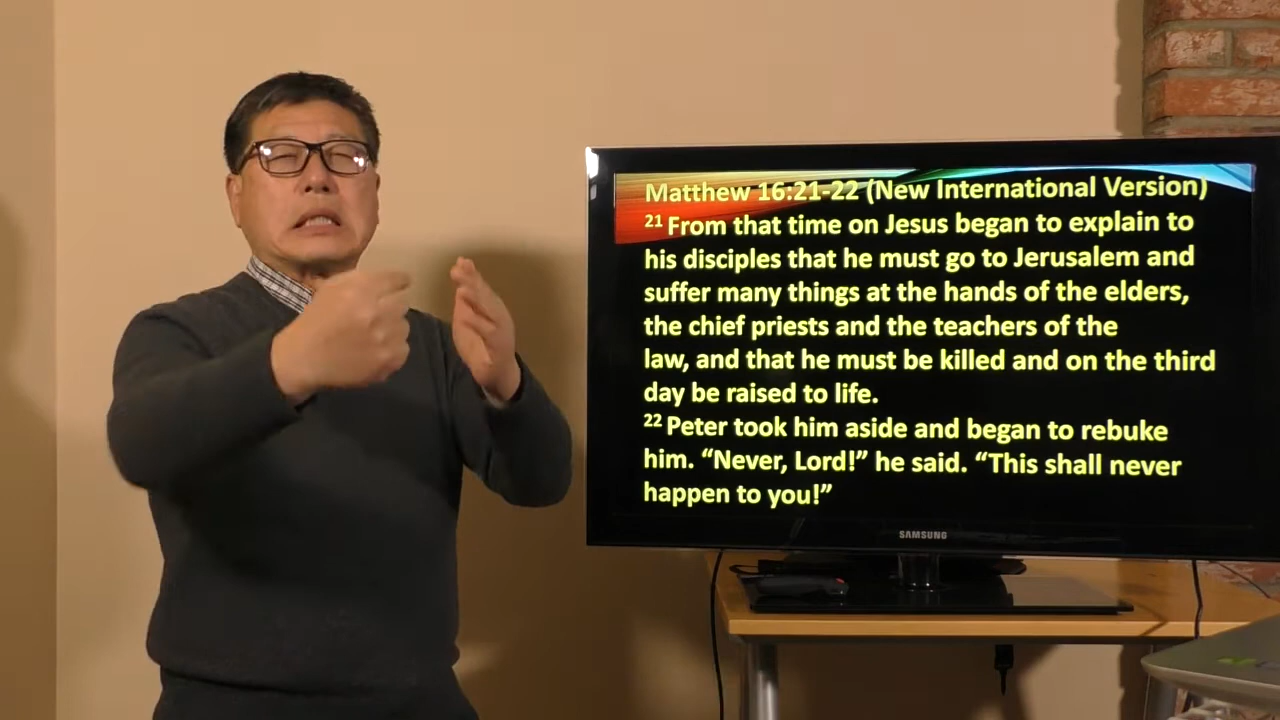 Matthew 16:21-22 (New International Version)
21 From that time on Jesus began to explain to
his disciples that he must go to Jerusalem and
suffer many things at the hands of the elders,
the chief priests and the teachers of the
law, and that he must be killed and on the third
day be raised to life.
22 Peter took him aside and began to rebuke
him. “Never, Lord!” he said. “This shall never
happen to you!”
SAMSUNG